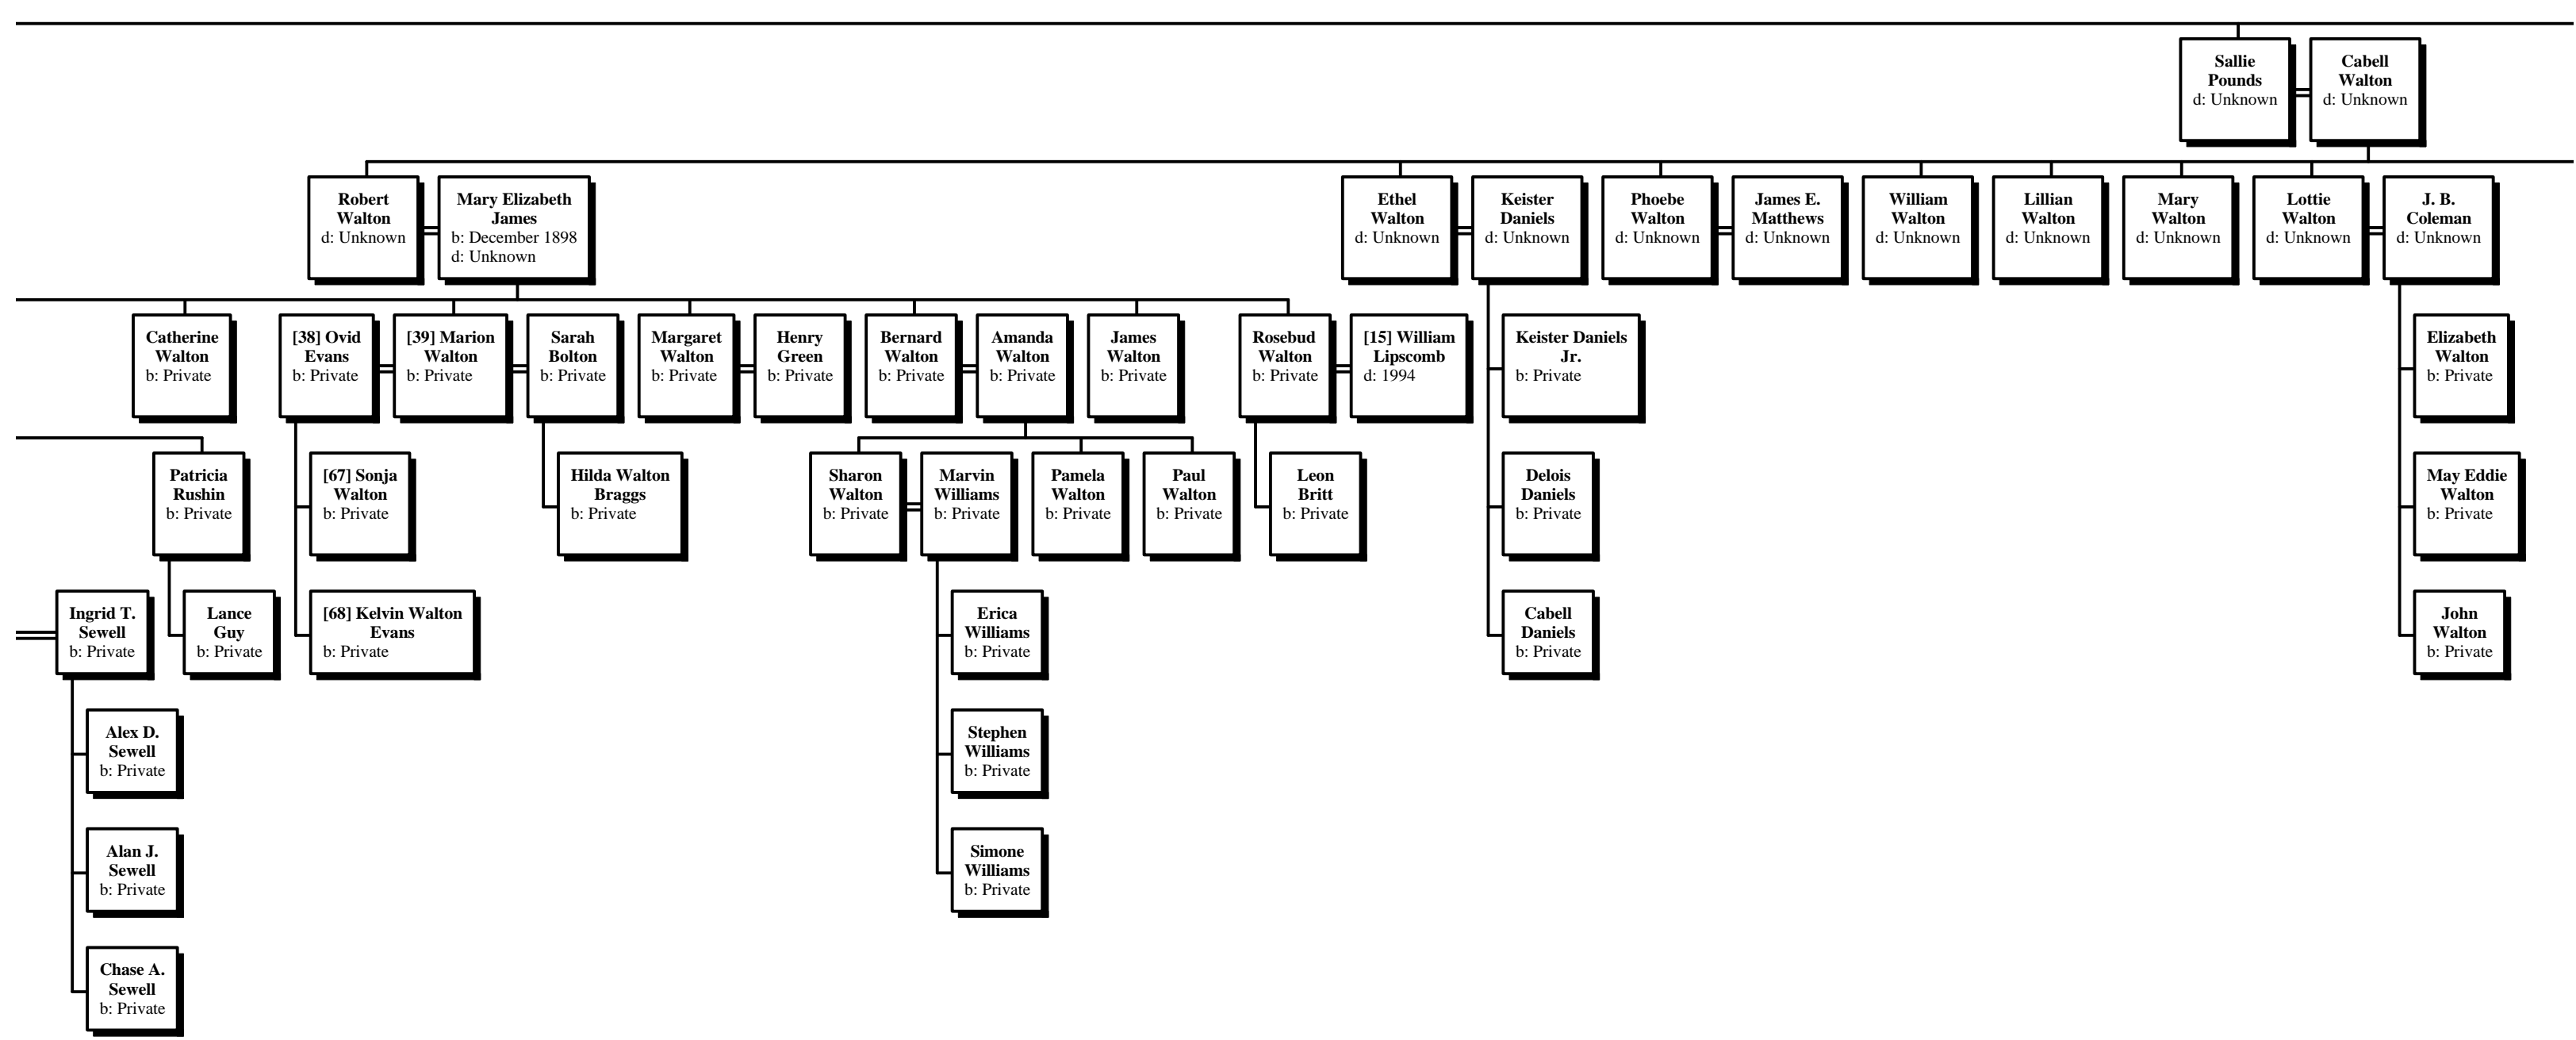 Sallie
Pounds
d: Unknown
Cabell
Walton
d: Unknown
Robert
Walton
d: Unknown
Mary Elizabeth
James
b: December 1898
d: Unknown
Ethel
Walton
d: Unknown
Keister
Daniels
d: Unknown
Phoebe
Walton
d: Unknown
James E.
Matthews
d: Unknown
William
Walton
d: Unknown
Lillian
Walton
d: Unknown
Mary
Walton
d: Unknown
Lottie
Walton
d: Unknown
J. B.
Coleman
d: Unknown
Catherine
Walton
b: Private
[38] Ovid
Evans
b: Private
[39] Marion
Walton
b: Private
Sarah
Bolton
b: Private
Margaret
Walton
b: Private
Henry
Green
b: Private
Bernard
Walton
b: Private
Amanda
Walton
b: Private
James
Walton
b: Private
Rosebud
Walton
b: Private
[15] William
Lipscomb
d: 1994
Keister Daniels
Jr.
b: Private
Elizabeth
Walton
b: Private
Patricia
Rushin
b: Private
[67] Sonja
Walton
b: Private
Hilda Walton
Braggs
b: Private
Sharon
Walton
b: Private
Marvin
Williams
b: Private
Pamela
Walton
b: Private
Paul
Walton
b: Private
Leon
Britt
b: Private
Delois
Daniels
b: Private
May Eddie
Walton
b: Private
Ingrid T.
Sewell
b: Private
Lance
Guy
b: Private
[68] Kelvin Walton
Evans
b: Private
Erica
Williams
b: Private
Cabell
Daniels
b: Private
John
Walton
b: Private
Alex D.
Sewell
b: Private
Stephen
Williams
b: Private
Alan J.
Sewell
b: Private
Simone
Williams
b: Private
Chase A.
Sewell
b: Private